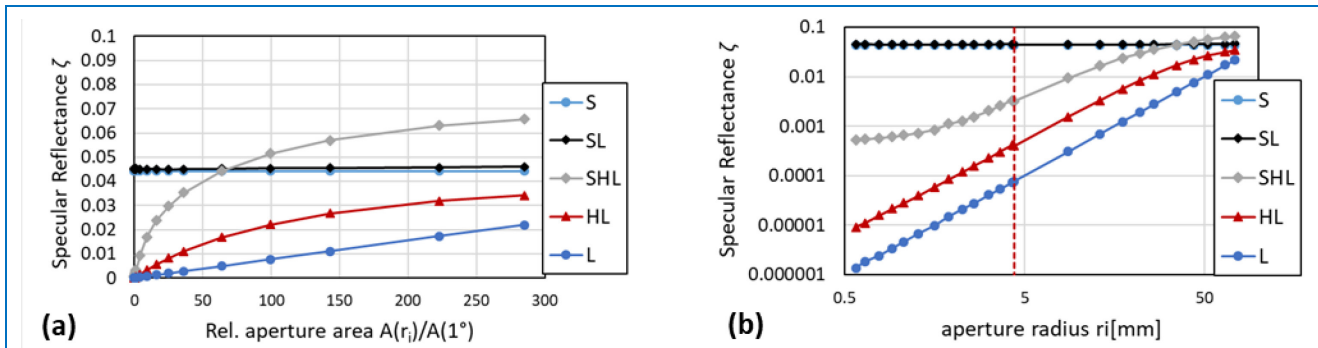 Specular Reflectance ζ
0.1
0.09
0.08
0.07
0.06
0.05
0.04
0.03
0.02
0.01
0
0 50 100 150 200 250 300
Rel. aperture area A(ri)/A(1°)
S
SL
SHL
HL
L
(a)
Specular Reflectance ζ
0.1
0.01
0.001
0.0001
0.00001
0.000001
0.5 5 50
aperture radius ri[mm]
S
SL
SHL
HL
L
(b)